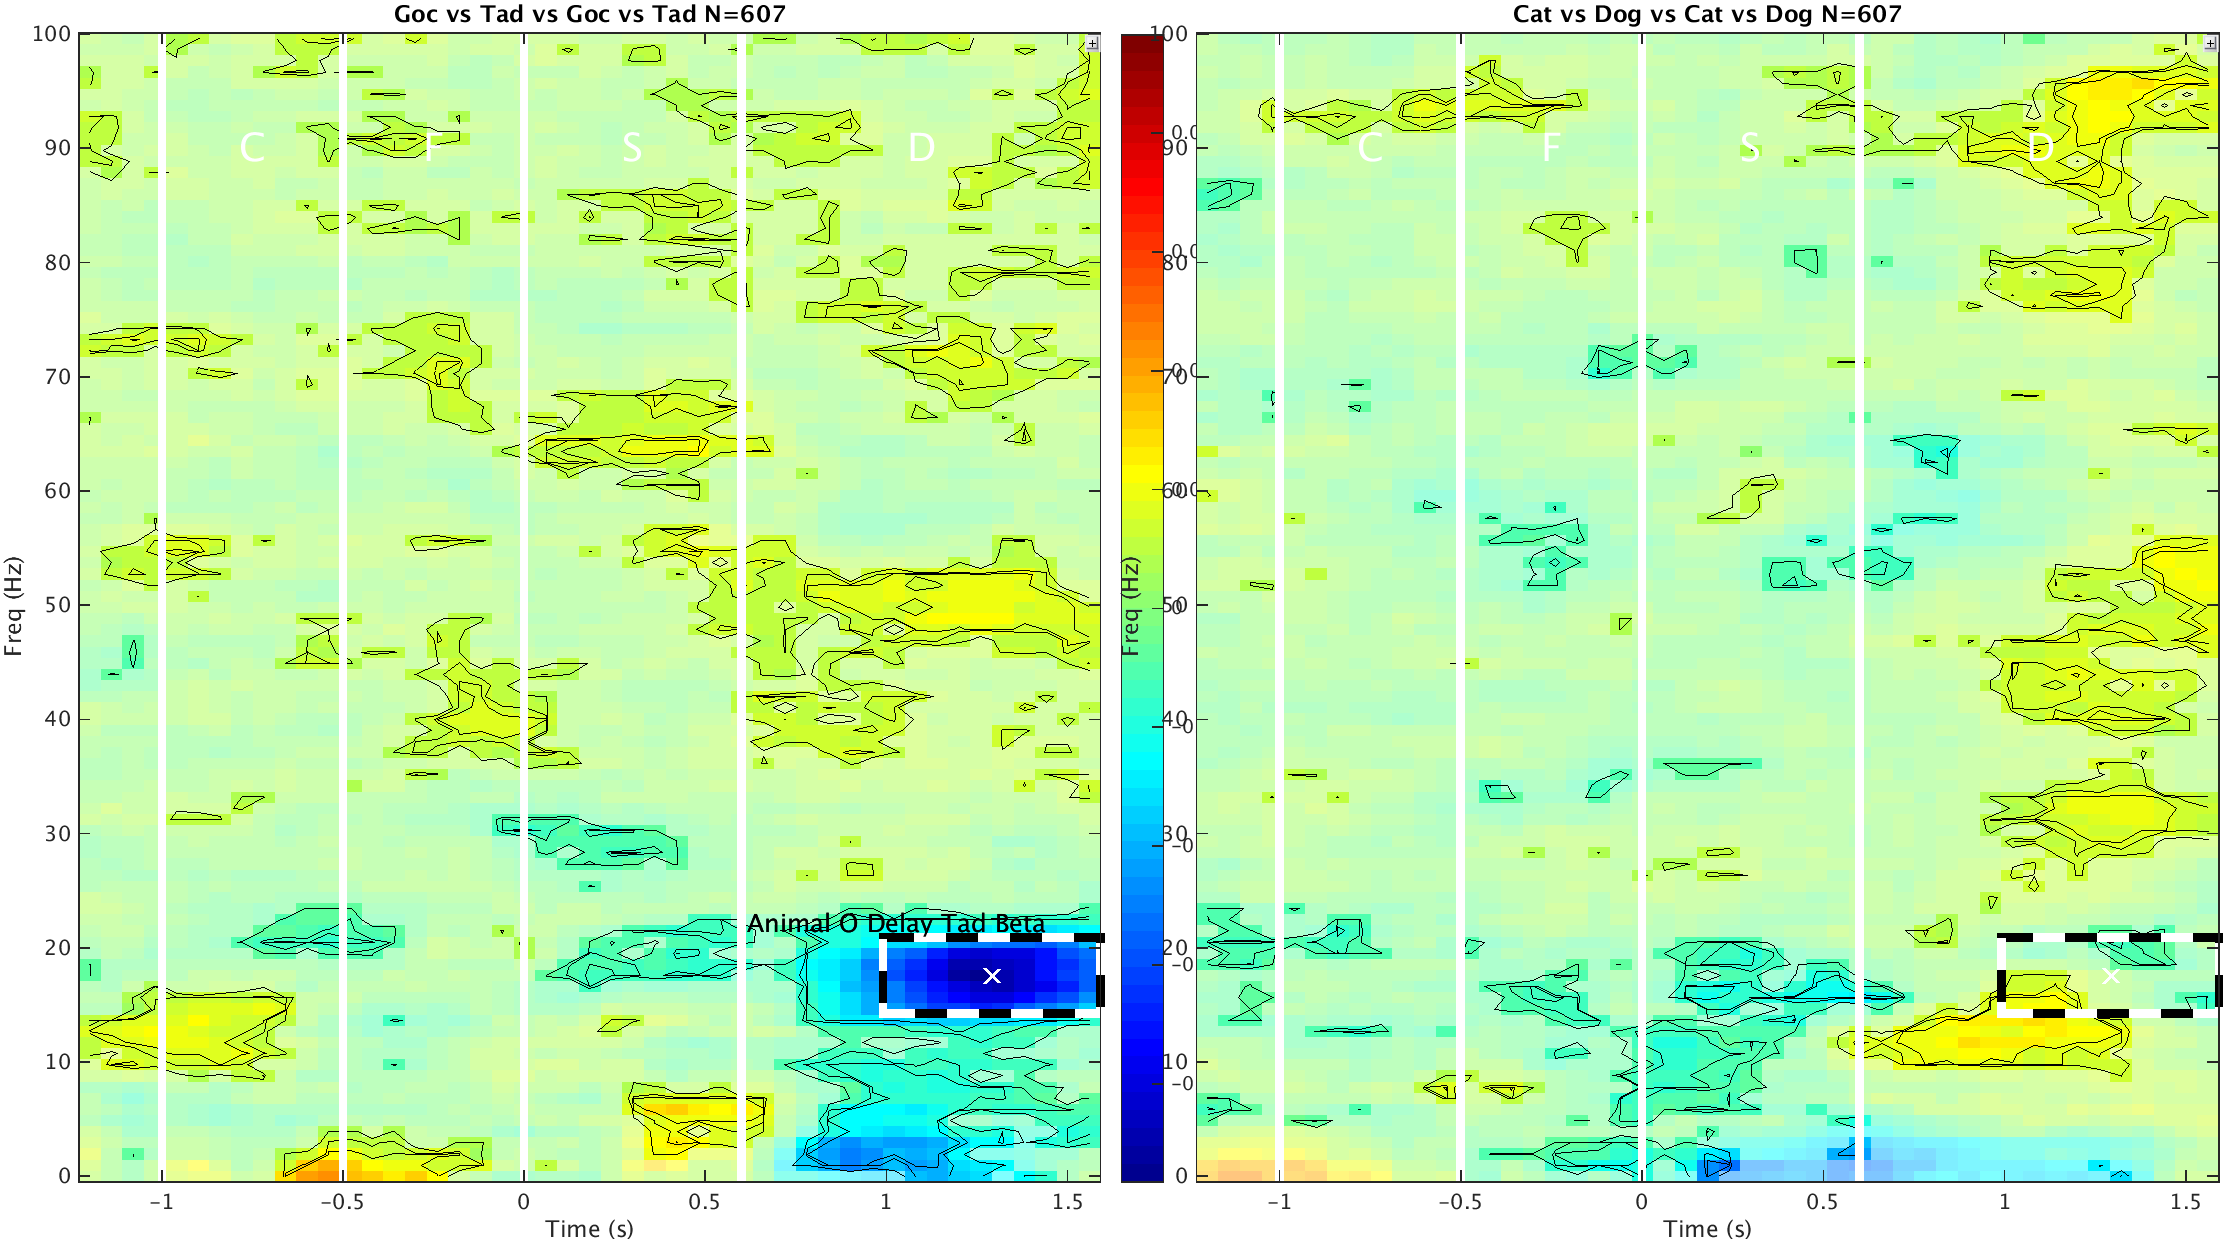 Goc vs Tad vs Goc vs Tad N=607
Cat vs Dog vs Cat vs Dog N=607
100
90
80
70
60
50
40
30
20
10
0
Freq (Hz)
C
F
S
D
Animal O Delay Tad Beta
x
−1
−0.5
0
0.5
1
1.5
Time (s)
100
90
80
70
60
50
40
30
20
10
0
Freq (Hz)
C
F
S
D
x
−1
−0.5
0
0.5
1
1.5
Time (s)